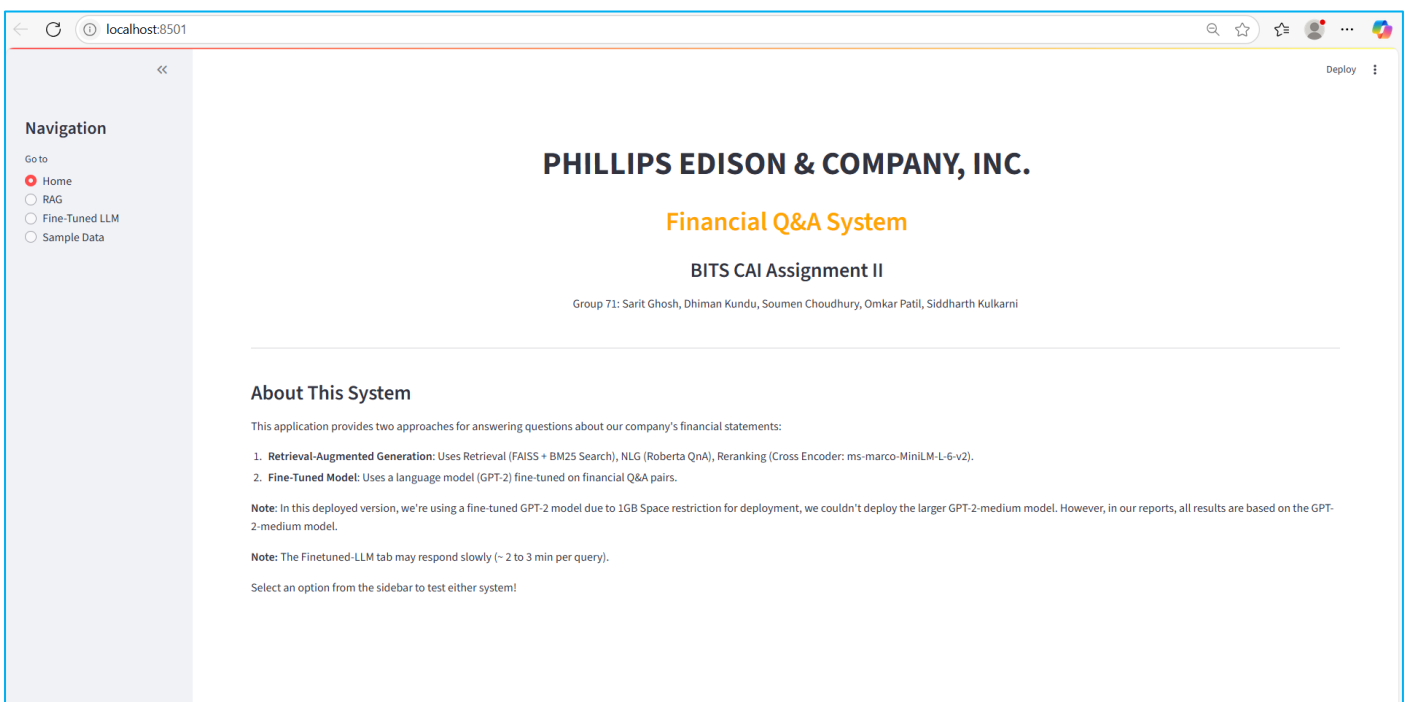 localhost:8501
Deploy
Navigation
Go to
Home
RAG
Fine-Tuned LLM
Sample Data
PHILLIPS EDISON & COMPANY, INC.
Financial Q&A System
BITS CAI Assignment II
Group 71: Sarit Ghosh, Dhiman Kundu, Soumen Choudhury, Omkar Patil, Siddharth Kulkarni
About This System
This application provides two approaches for answering questions about our company's financial statements:
1. Retrieval-Augmented Generation: Uses Retrieval (FAISS + BM25 Search), NLG (Roberta QnA), Reranking (Cross Encoder: ms-marco-MiniLM-L-6-v2).
2. Fine-Tuned Model: Uses a language model (GPT-2) fine-tuned on financial Q&A pairs.
Note: In this deployed version, we're using a fine-tuned GPT-2 model due to 1GB Space restriction for deployment, we couldn't deploy the larger GPT-2-medium model. However, in our reports, all results are based on the GPT-
2-medium model.
Note: The Finetuned-LLM tab may respond slowly (~ 2 to 3 min per query).
Select an option from the sidebar to test either system!